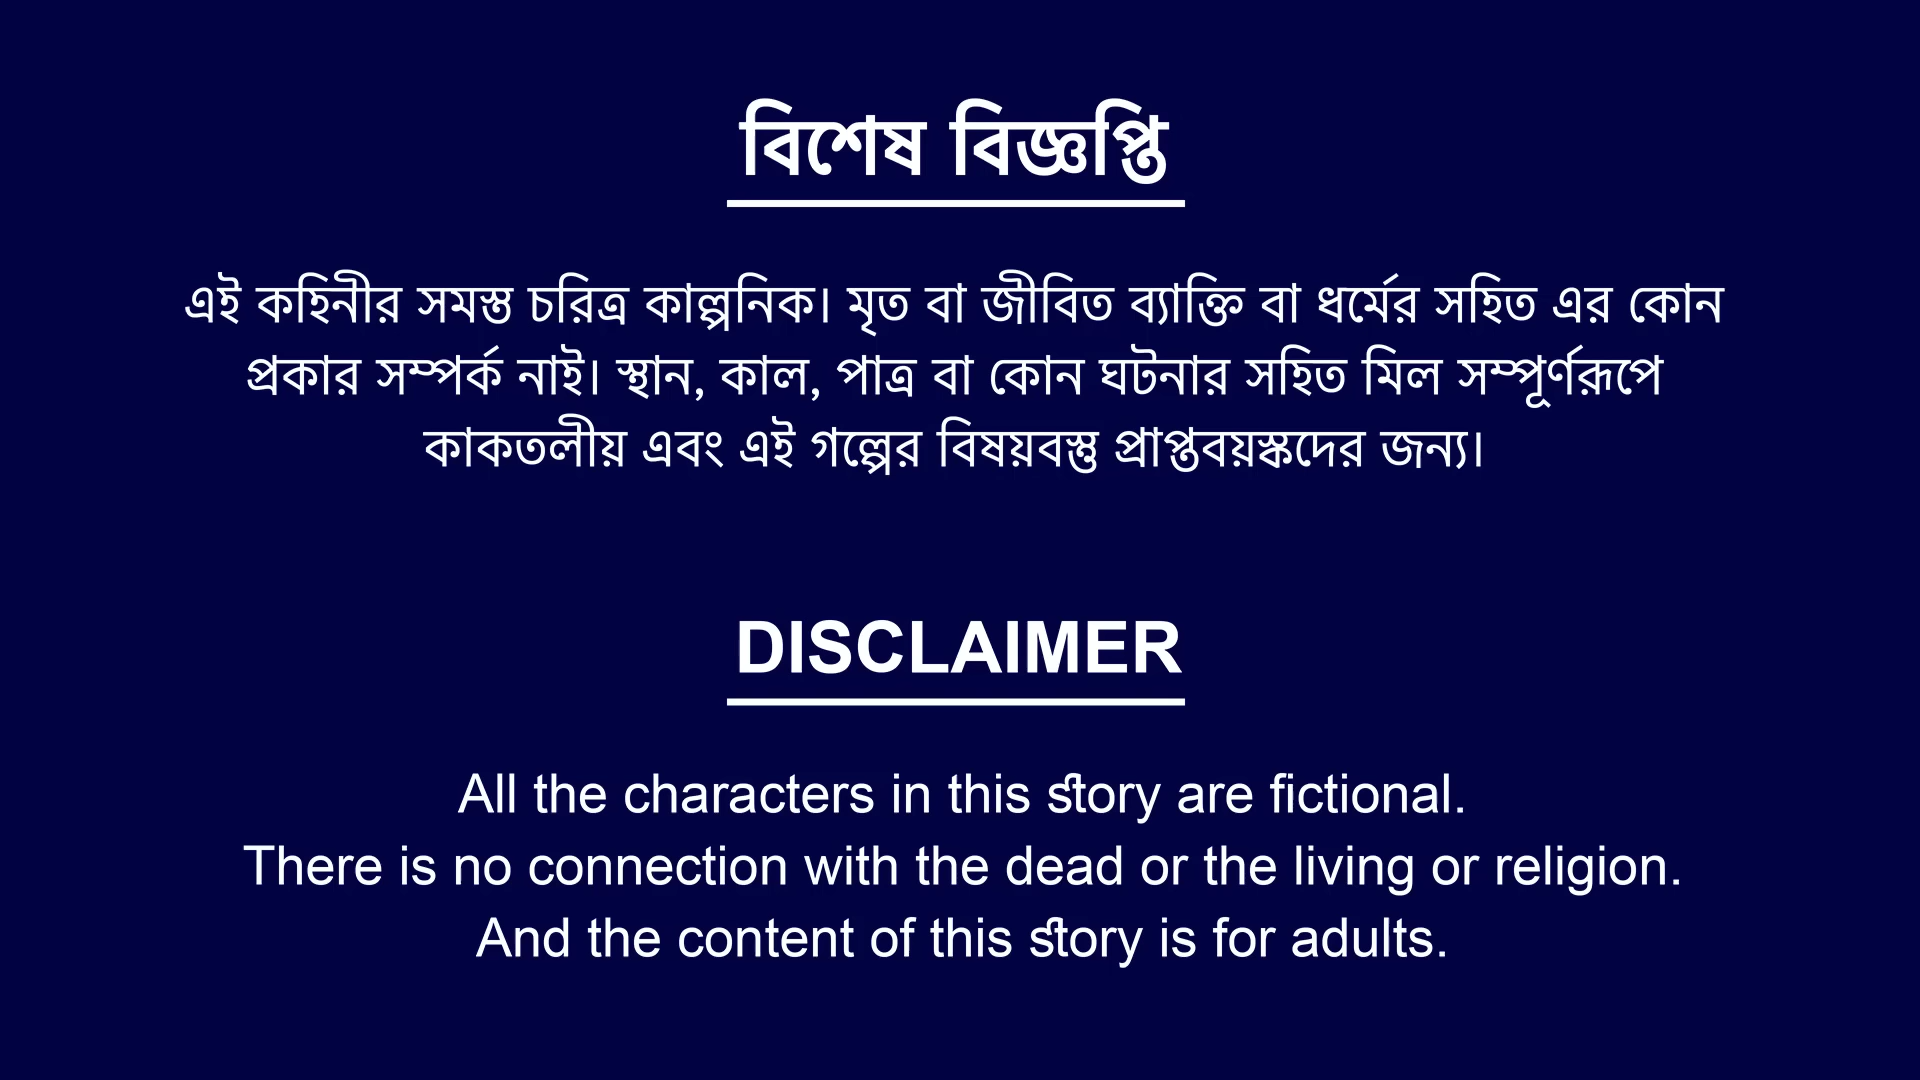 বিশেষ বিজ্ঞপ্তি
এই কহিনীর সমস্ত চরিত্র কাল্পনিক। মৃত বা জীবিত ব্যাক্তি বা ধর্মের সহিত এর কোন
প্রকার সম্পর্ক নাই। স্থান, কাল, পাত্র বা কোন ঘটনার সহিত মিল সম্পূর্ণরূপে
কাকতলীয় এবং এই গল্পের বিষয়বস্তু প্রাপ্তবয়স্কদের জন্য।
DISCLAIMER
All the characters in this story are fictional.
There is no connection with the dead or the living or religion.
And the content of this story is for adults.